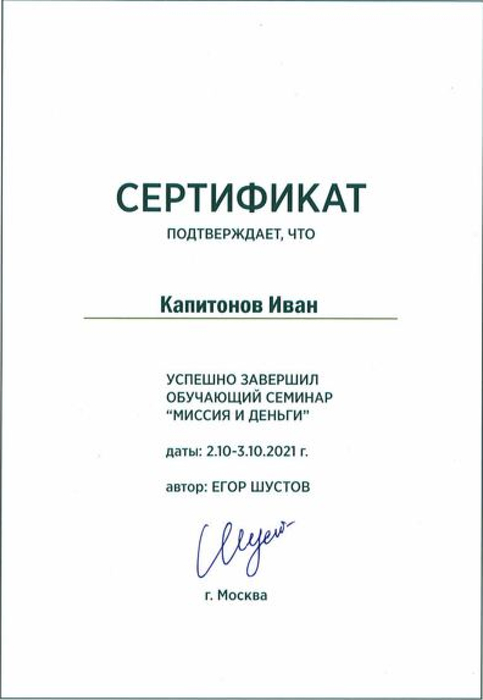 СЕРТИФИКАТ
ПОДТВЕРЖДАЕТ, ЧТО
Капитонов Иван
УСПЕШНО ЗАВЕРШИЛ
ОБУЧАЮЩИЙ СЕМИНАР
“МИССИЯ И ДЕНЬГИ”
даты: 2.10-3.10.2021 г.
автор: ЕГОР ШУСТОВ
г. Москва